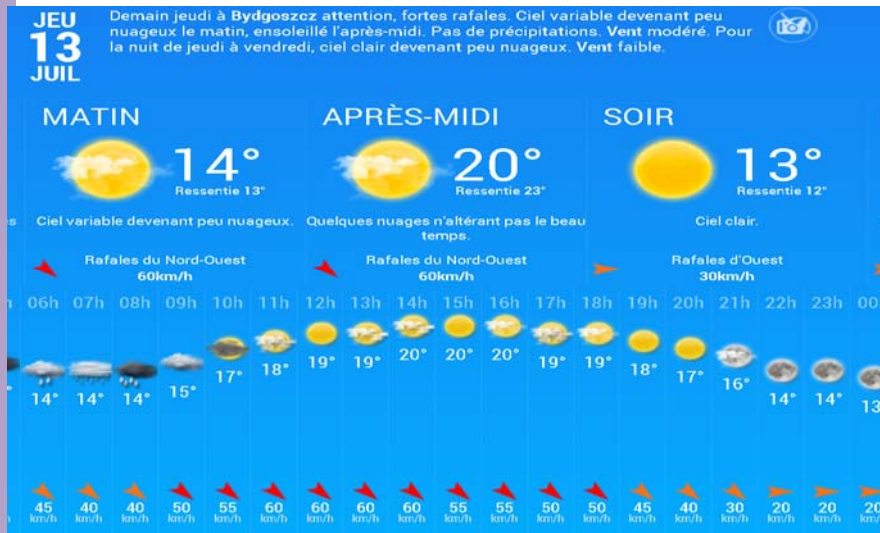 JEU
13
JUIL
Demain jeudi à Bydgoszcz attention, fortes rafales. Ciel variable devenant peu
nuageux le matin, ensoleillé l'après-midi. Pas de précipitations. Vent modéré. Pour
la nuit de jeudi à vendredi, ciel clair devenant peu nuageux. Vent faible.
MATIN APRÈS-MIDI SOIR
14° 20° 13°
Ressentie 13° Ressentie 23° Ressentie 12°
Ciel variable devenant peu nuageux. Quelques nuages n'altérant pas le beau Ciel clair.
temps.
Rafales du Nord-Ouest Rafales du Nord-Ouest Rafales d'Ouest
60km/h 60km/h 30km/h
06h 07h 08h 09h 10h 11h 12h 13h 14h 15h 16h 17h 18h 19h 20h 21h 22h 23h 00
14° 14° 14° 15° 17° 18° 19° 19° 20° 20° 20° 19° 19° 18° 17° 16° 14° 14° 13
45 40 40 50 55 60 60 60 60 55 55 50 50 45 40 30 20 20 20
km/h km/h km/h km/h km/h km/h km/h km/h km/h km/h km/h km/h km/h km/h km/h km/h km/h km/h km/